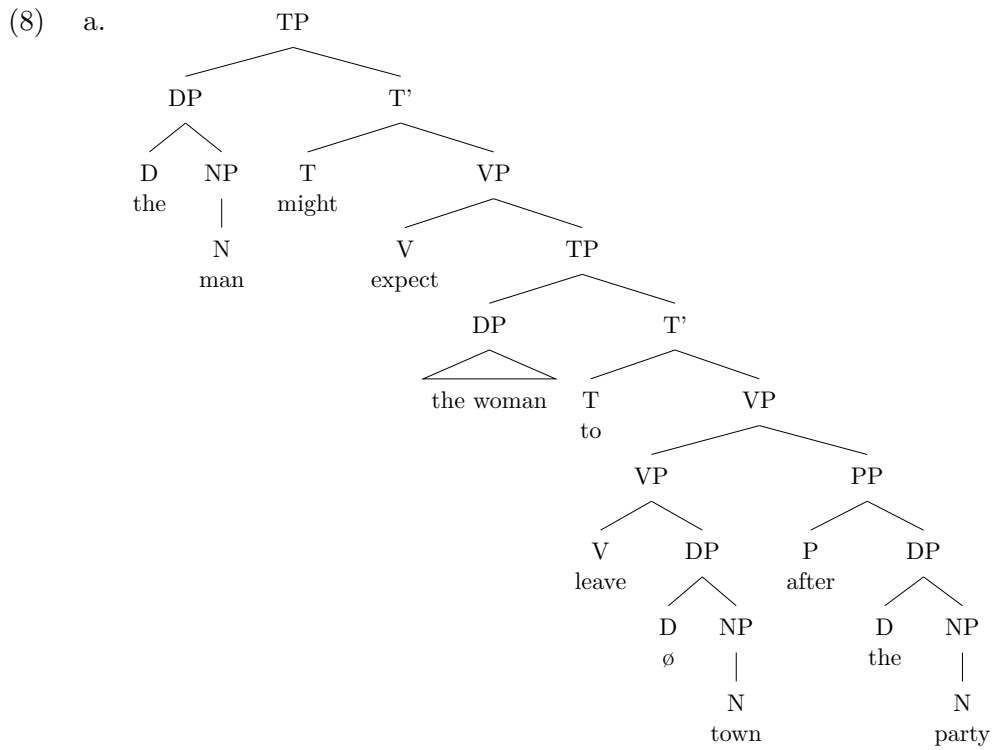 (8) a. TP
DP T'
D NP T VP
the might
N V TP
man expect
DP T'
the woman T VP
to
VP PP
V DP P DP
leave after
D NP D NP
ø the
N N
town party